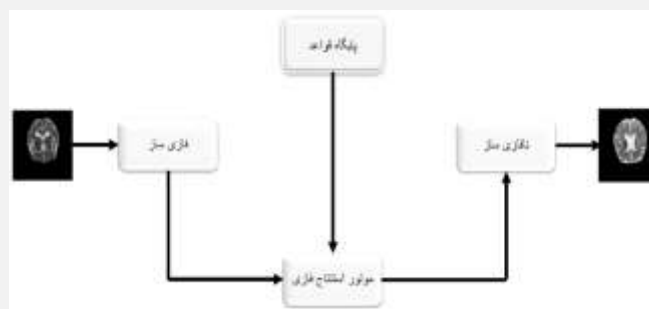 پایگاه قواعد
فازی ساز
نافازی ساز
موتور استنتاج فازی